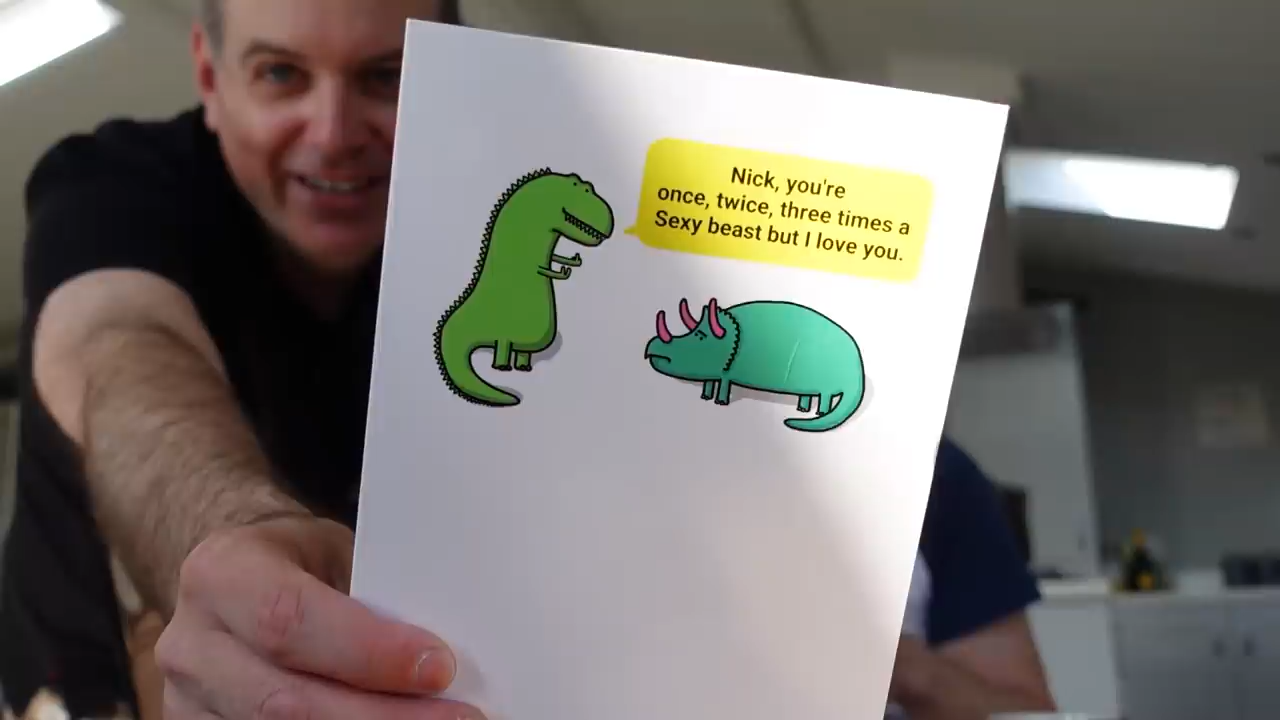 Nick, you're
once, twice, three times a
Sexy beast but I love you.